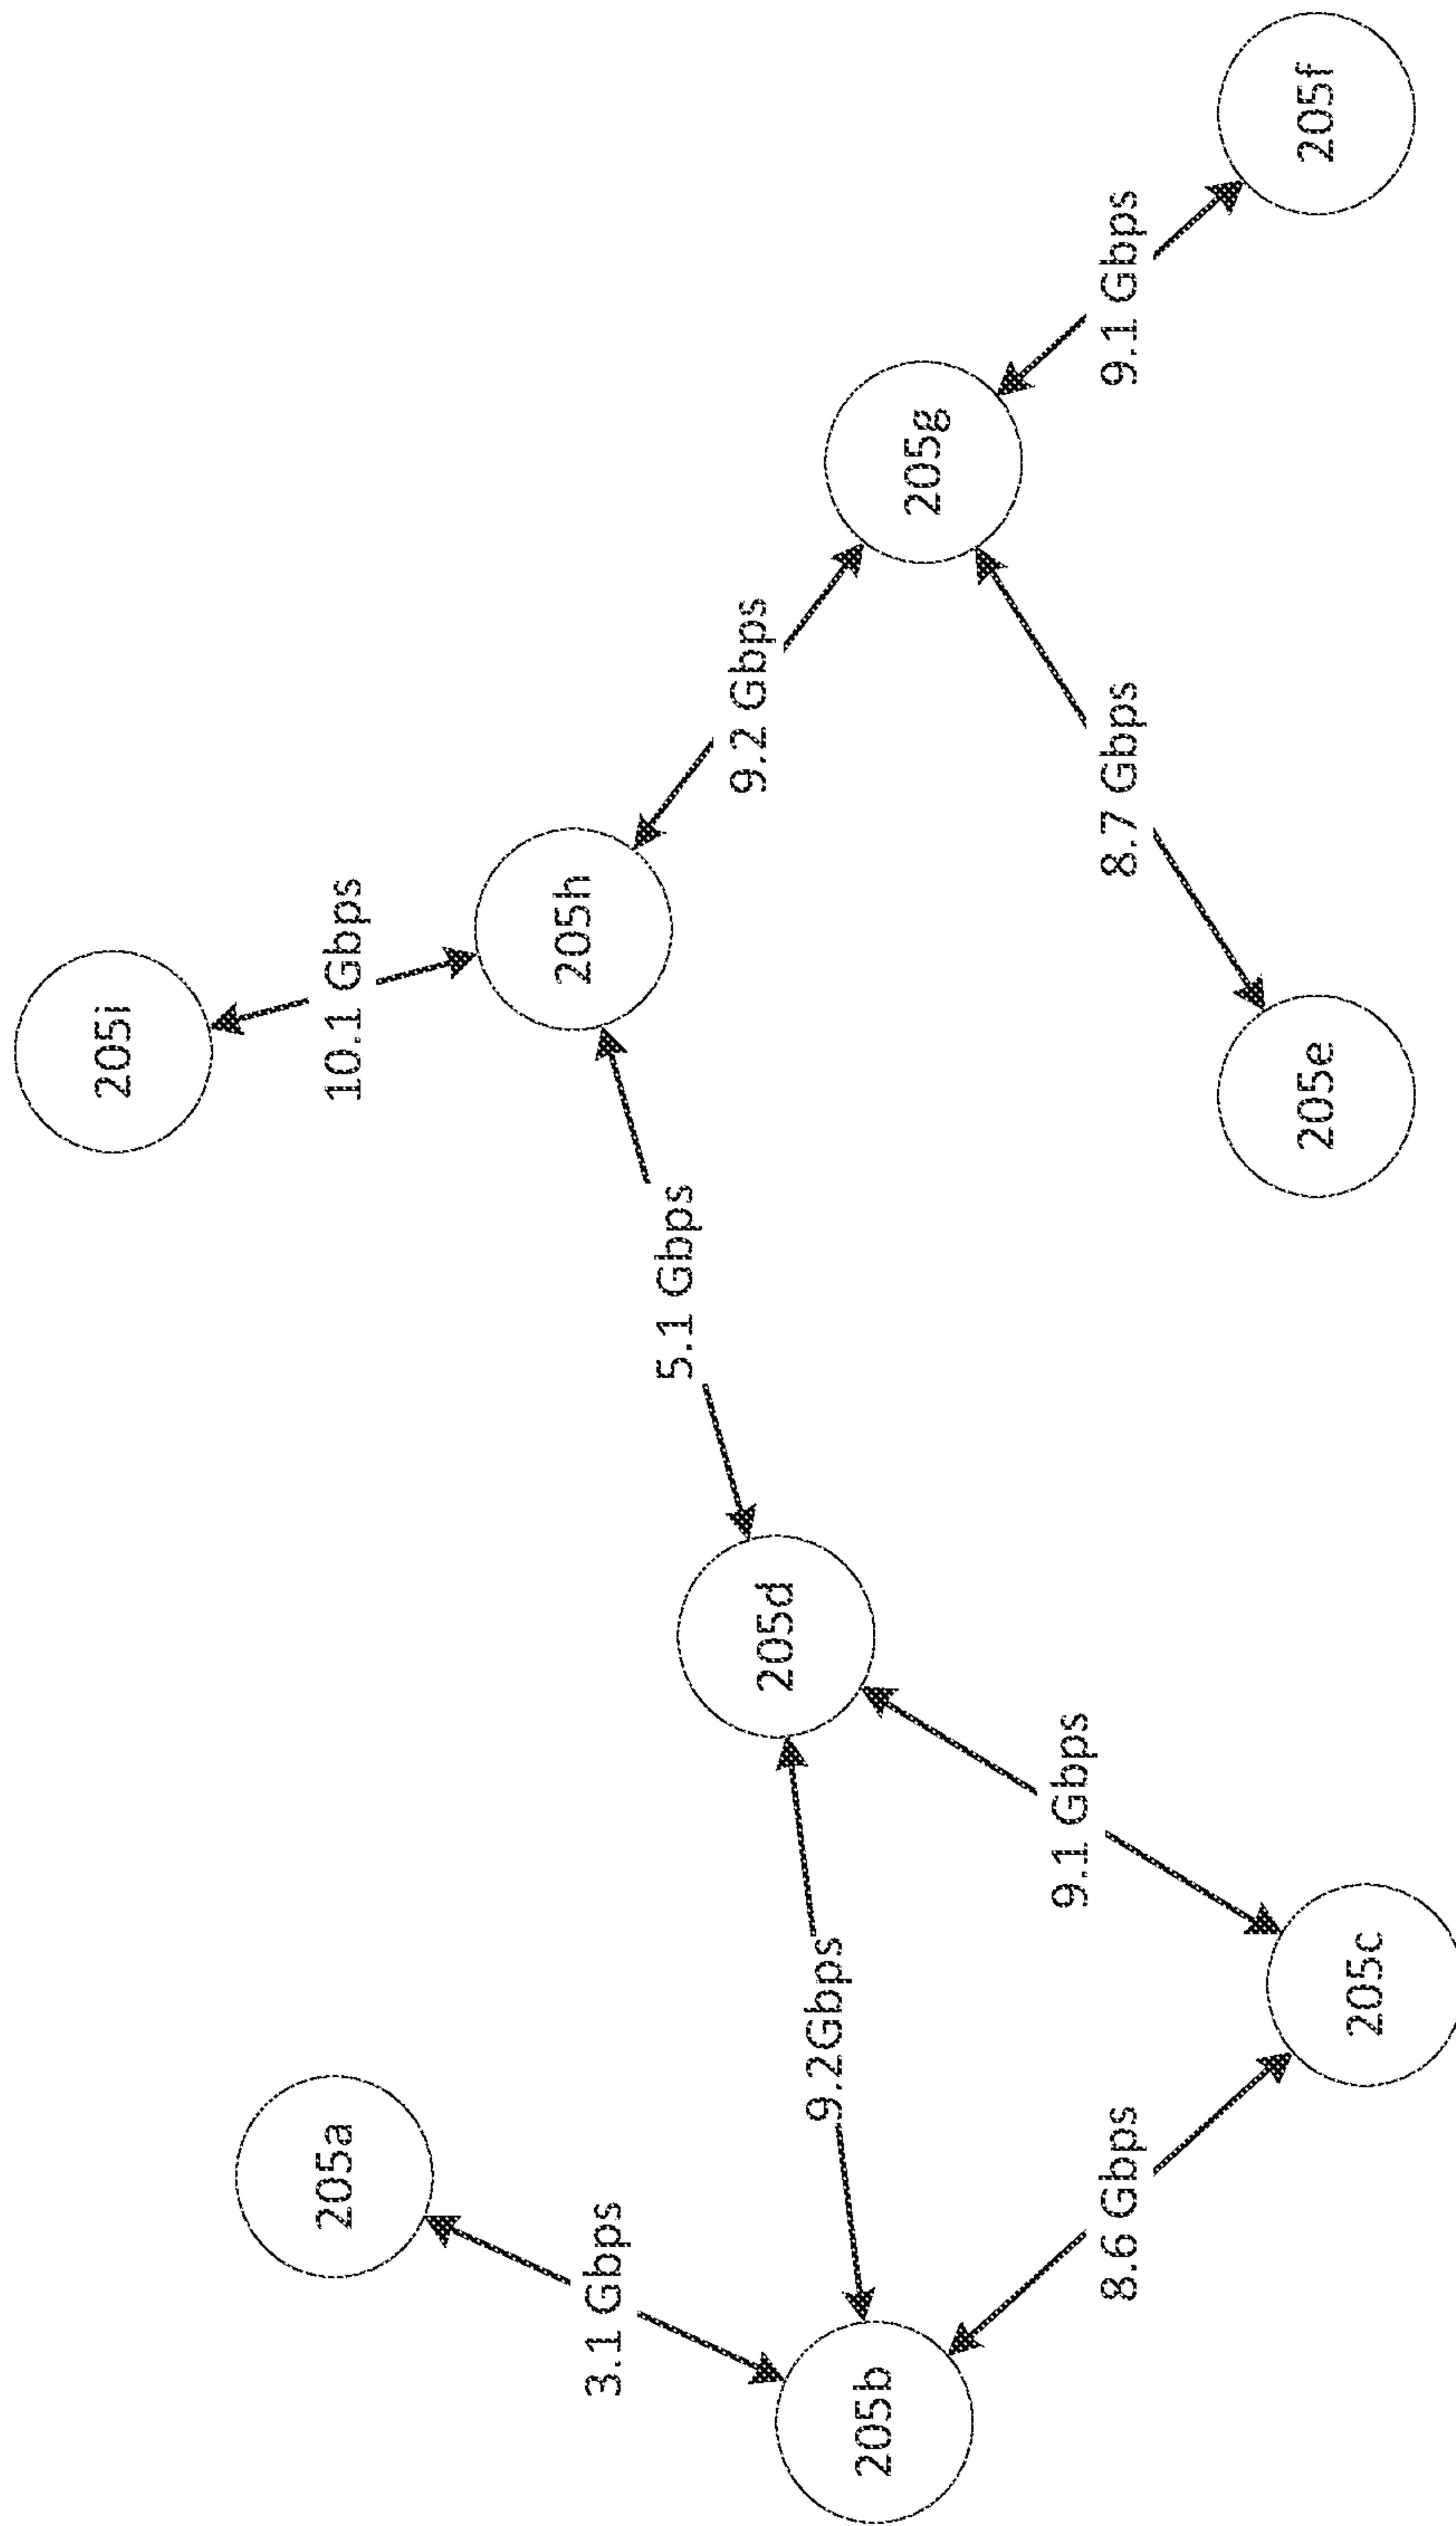 205i
10.1 Gbps
205a
205h
3.1 Gbps
5.1 Gbps
9.2 Gbps
205d
9.2Gbps
205b
205g
9.1 Gbps
8.6 Gbps
8.7 Gbps
9.1 Gbps
205c
205e
205f